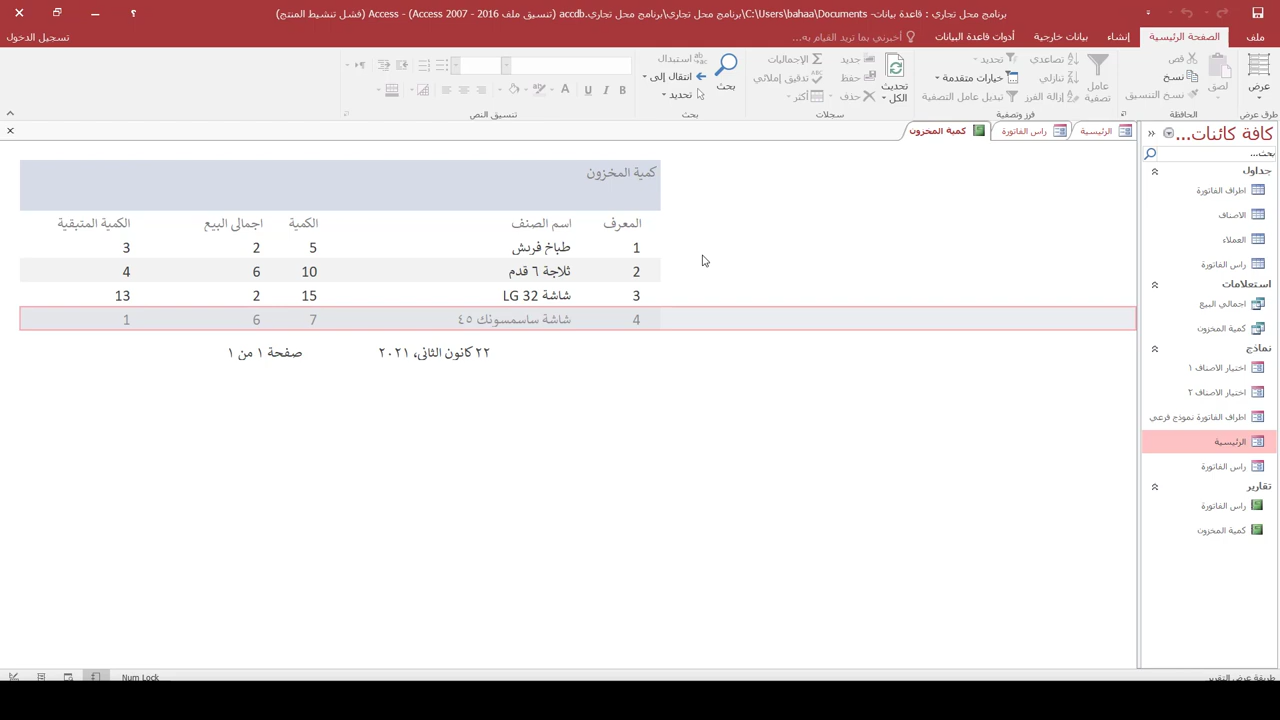 برنامج محل تجاري : قاعدة بيانات- C:\Users\bahaa\Documents\برنامج محل تجاري\برنامج محل تجاري.accdb (تنسيق ملف Access 2007 - 2016) - Access (فشل تنشيط المنتج)
ملف الصفحة الرئيسية إنشاء بيانات خارجية أدوات قاعدة البيانات أخبرني بما تريد القيام به... تسجيل الدخول
عرض
طرق عرض
لصق
قص
نسخ
نسخ التنسيق
الحافظة
عامل تصفية
تصاعدي
تنازلي
إزالة الفرز
تحديد
خيارات متقدمة
تبديل عامل التصفية
فرز وتصفية
تحديث الكل
جديد
حفظ
حذف
الإجماليات
تدقيق إملائي
أكثر
سجلات
بحث
استبدال
انتقال إلى
تحديد
بحث
B I U A
تنسيق النص
الرئيسية راس الفاتورة كمية المخزون
كافة كائنات...
بحث...
جداول
اطراف الفاتورة
الاصناف
العملاء
راس الفاتورة
استعلامات
اجمالي البيع
كمية المخزون
نماذج
اختيار الاصناف ١
اختيار الاصناف ٢
اطراف الفاتورة نموذج فرعي
الرئيسية
راس الفاتورة
تقارير
راس الفاتورة
كمية المخزون
كمية المخزون
المعرف اسم الصنف الكمية اجمالي البيع الكمية المتبقية
1 طباخ فريش 5 2 3
2 ثلاجة ٦ قدم 10 6 4
3 شاشة LG 32 15 2 13
4 شاشة ساسمسونك ٤٥ 7 6 1
٢٢ كانون الثاني، ٢٠٢١ صفحة ١ من ١
طريقة عرض التقرير Num Lock